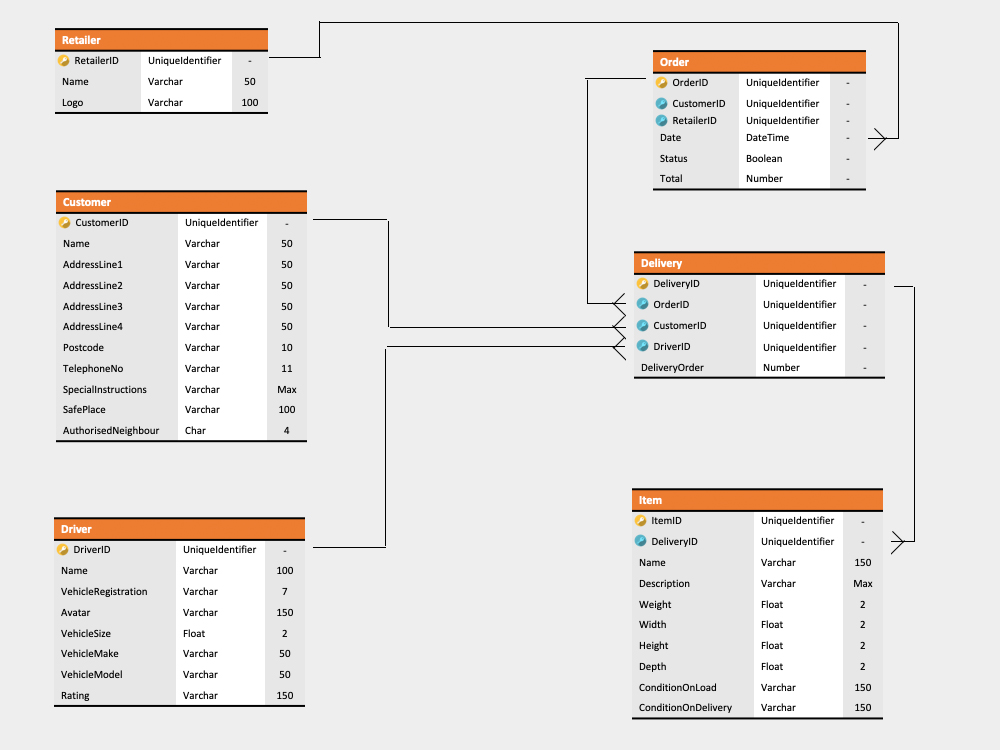 Retailer
RetailerID UniqueIdentifier -
Name Varchar 50
Logo Varchar 100
Order
OrderID UniqueIdentifier -
CustomerID UniqueIdentifier -
RetailerID UniqueIdentifier -
Date DateTime -
Status Boolean -
Total Number -
Customer
CustomerID UniqueIdentifier -
Name Varchar 50
AddressLine1 Varchar 50
AddressLine2 Varchar 50
AddressLine3 Varchar 50
AddressLine4 Varchar 50
Postcode Varchar 10
TelephoneNo Varchar 11
SpecialInstructions Varchar Max
SafePlace Varchar 100
AuthorisedNeighbour Char 4
Delivery
DeliveryID UniqueIdentifier -
OrderID UniqueIdentifier -
CustomerID UniqueIdentifier -
DriverID UniqueIdentifier -
DeliveryOrder Number -
Driver
DriverID UniqueIdentifier -
Name Varchar 100
VehicleRegistration Varchar 7
Avatar Varchar 150
VehicleSize Float 2
VehicleMake Varchar 50
VehicleModel Varchar 50
Rating Varchar 150
Item
ItemID UniqueIdentifier -
DeliveryID UniqueIdentifier -
Name Varchar 150
Description Varchar Max
Weight Float 2
Width Float 2
Height Float 2
Depth Float 2
ConditionOnLoad Varchar 150
ConditionOnDelivery Varchar 150